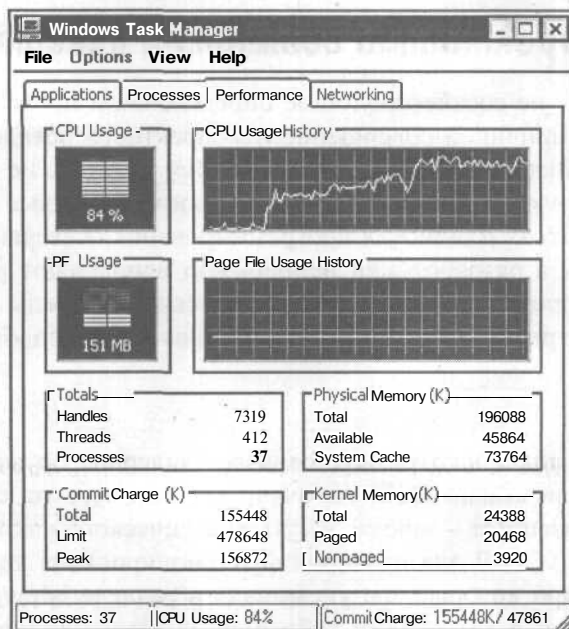 Windows Task Manager
File Options View Help
Applications Processes Performance Networking
CPU Usage CPU Usage History
84 %
PF Usage Page File Usage History
151 MB
Totals
Handles 7319
Threads 412
Processes 37
Physical Memory (K)
Total 196088
Available 45864
System Cache 73764
Commit Charge (K)
Total 155448
Limit 478648
Peak 156872
Kernel Memory (K)
Total 24388
Paged 20468
Nonpaged 3920
Processes: 37 CPU Usage: 84% Commit Charge: 155448K / 47861